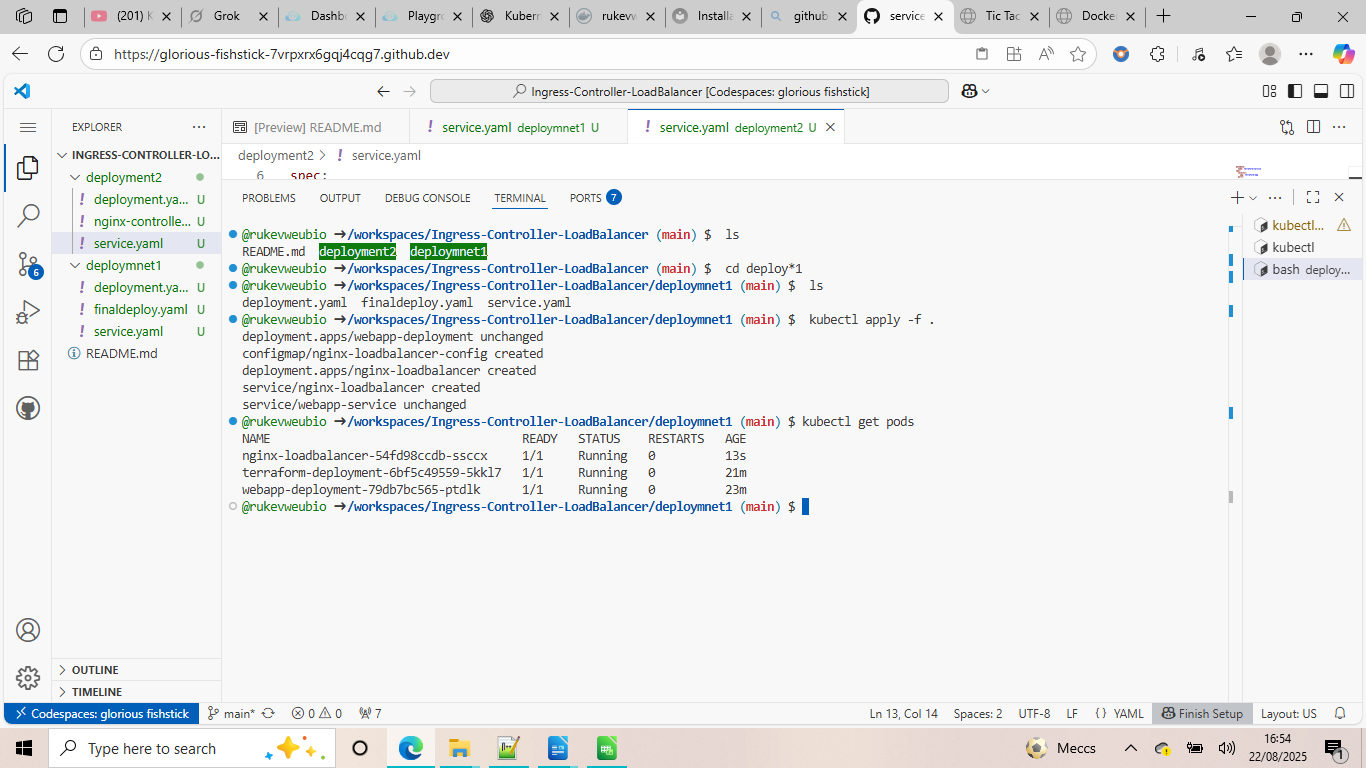 (201) K
Grok
Dashb
Playgro
Kubern
rukevw
Installa
github
service
Tic Tac
Docker
https://glorious-fishstick-7vrpxrx6gqj4cqg7.github.dev
Ingress-Controller-LoadBalancer [Codespaces: glorious fishstick]
EXPLORER
INGRESS-CONTROLLER-LO...
deployment2
deployment.ya... U
nginx-controlle... U
service.yaml U
deploymnet1
deployment.ya... U
finaldeploy.yaml U
service.yaml U
README.md
OUTLINE
TIMELINE
6
[Preview] README.md
service.yaml deploymnet1 U
service.yaml deployment2 U
deployment2 > service.yaml
6 spec:
PROBLEMS OUTPUT DEBUG CONSOLE TERMINAL PORTS 7
@rukevweubio ➜/workspaces/Ingress-Controller-LoadBalancer (main) $ ls
README.md deployment2 deploymnet1
@rukevweubio ➜/workspaces/Ingress-Controller-LoadBalancer (main) $ cd deploy*1
@rukevweubio ➜/workspaces/Ingress-Controller-LoadBalancer/deploymnet1 (main) $ ls
deployment.yaml finaldeploy.yaml service.yaml
@rukevweubio ➜/workspaces/Ingress-Controller-LoadBalancer/deploymnet1 (main) $ kubectl apply -f .
deployment.apps/webapp-deployment unchanged
configmap/nginx-loadbalancer-config created
deployment.apps/nginx-loadbalancer created
service/nginx-loadbalancer created
service/webapp-service unchanged
@rukevweubio ➜/workspaces/Ingress-Controller-LoadBalancer/deploymnet1 (main) $ kubectl get pods
NAME READY STATUS RESTARTS AGE
nginx-loadbalancer-54fd98ccdb-ssccx 1/1 Running 0 13s
terraform-deployment-6bf5c49559-5kkl7 1/1 Running 0 21m
webapp-deployment-79db7bc565-ptdlk 1/1 Running 0 23m
@rukevweubio ➜/workspaces/Ingress-Controller-LoadBalancer/deploymnet1 (main) $
kubectl...
kubectl
bash deploy...
Codespaces: glorious fishstick
main*
0 0
7
Ln 13, Col 14
Spaces: 2
UTF-8
LF
{ } YAML
Finish Setup
Layout: US
Type here to search
Meccs
16:54
22/08/2025
1